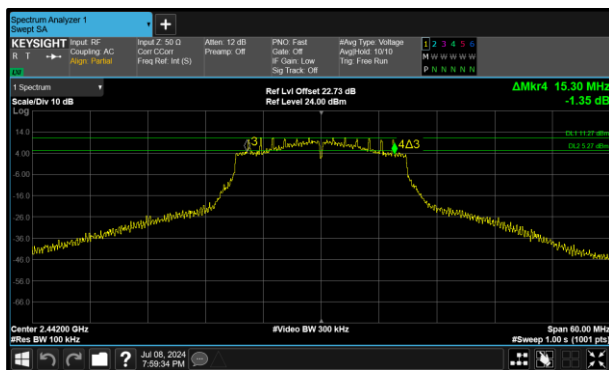 Spectrum Analyzer 1
Swept SA
+
KEYSIGHT
R T
Input: RF
Coupling: AC
Align: Partial
Input Z: 50 Ω
Corr CCorr
Freq Ref: Int (S)
Atten: 12 dB
Preamp: Off
PNO: Fast
Gate: Off
IF Gain: Low
Sig Track: Off
#Avg Type: Voltage
Avg|Hold: 10/10
Trig: Free Run
1 2 3 4 5 6
M W W W W W
P N N N N N
1 Spectrum
Scale/Div 10 dB
Log
Ref Lvl Offset 22.73 dB
Ref Level 24.00 dBm
ΔMkr4 15.30 MHz
-1.35 dB
14.0
4.00
-6.00
-16.0
-26.0
-36.0
-46.0
-56.0
-66.0
3
4Δ3
DL1 11.27 dBm
DL2 5.27 dBm
Center 2.44200 GHz
#Res BW 100 kHz
#Video BW 300 kHz
Span 60.00 MHz
#Sweep 1.00 s (1001 pts)
?
Jul 08, 2024
7:59:34 PM